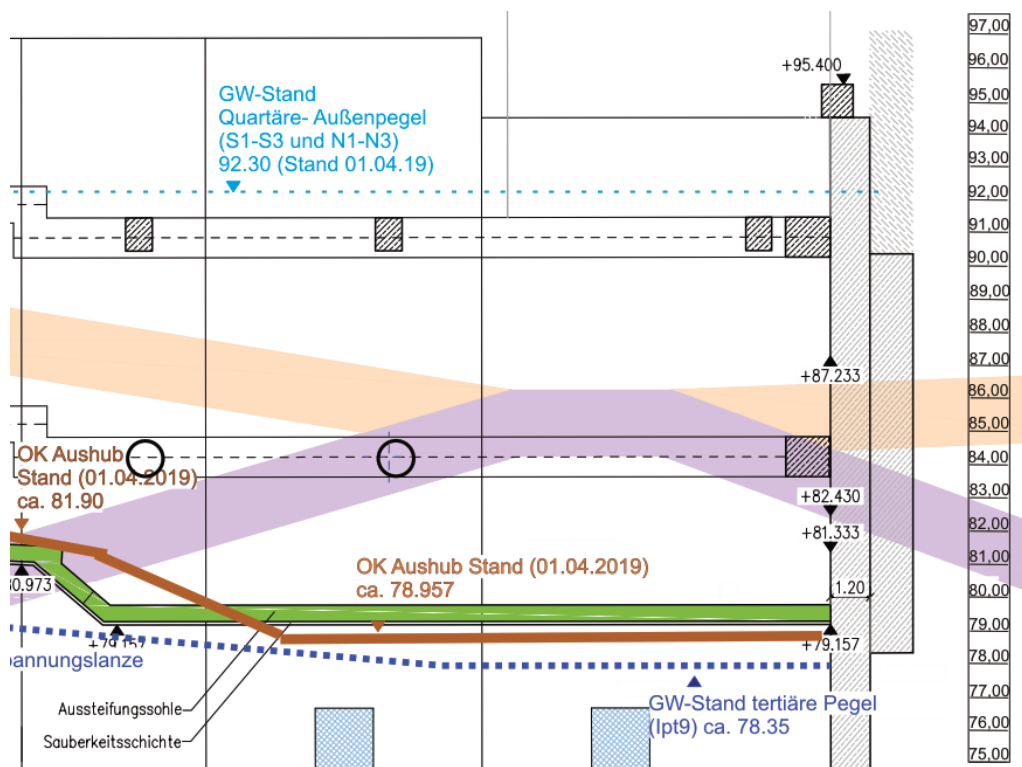 97,00
96,00
95,00
94,00
93,00
92,00
91,00
90,00
89,00
88,00
87,00
86,00
85,00
84,00
83,00
82,00
81,00
80,00
79,00
78,00
77,00
76,00
75,00
+95.400
GW-Stand
Quartäre- Außenpegel
(S1-S3 und N1-N3)
92.30 (Stand 01.04.19)
+87.233
OK Aushub
Stand (01.04.2019)
ca. 81.90
+82.430
+81.333
OK Aushub Stand (01.04.2019)
ca. 78.957
1.20
30.973
+79.157
+79.157
pannungslanze
GW-Stand tertiäre Pegel
(Ipt9) ca. 78.35
Aussteifungssohle
Sauberkeitsschichte